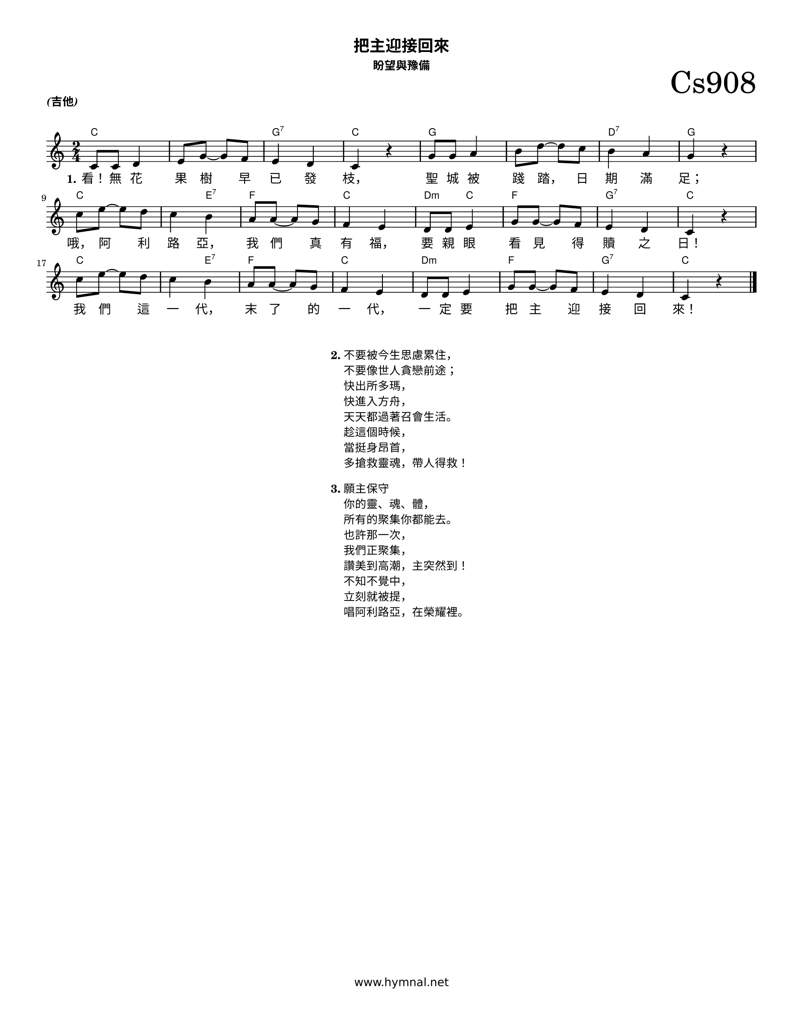 把主迎接回來
盼望與豫備
Cs908
(吉他)
C G7 C G D7 G
2 4
1. 看！無 花 果 樹 早 已 發 枝， 聖 城 被 踐 踏， 日 期 滿 足；
9 C E7 F C Dm C F G7 C
哦， 阿 利 路 亞， 我 們 真 有 福， 要 親 眼 看 見 得 贖 之 日！
17 C E7 F C Dm F G7 C
我 們 這 一 代， 末 了 的 一 代， 一 定 要 把 主 迎 接 回 來！
2. 不要被今生思慮累住，
不要像世人貪戀前途；
快出所多瑪，
快進入方舟，
天天都過著召會生活。
趁這個時候，
當挺身昂首，
多搶救靈魂，帶人得救！
3. 願主保守
你的靈、魂、體，
所有的聚集你都能去。
也許那一次，
我們正聚集，
讚美到高潮，主突然到！
不知不覺中，
立刻就被提，
唱阿利路亞，在榮耀裡。
www.hymnal.net